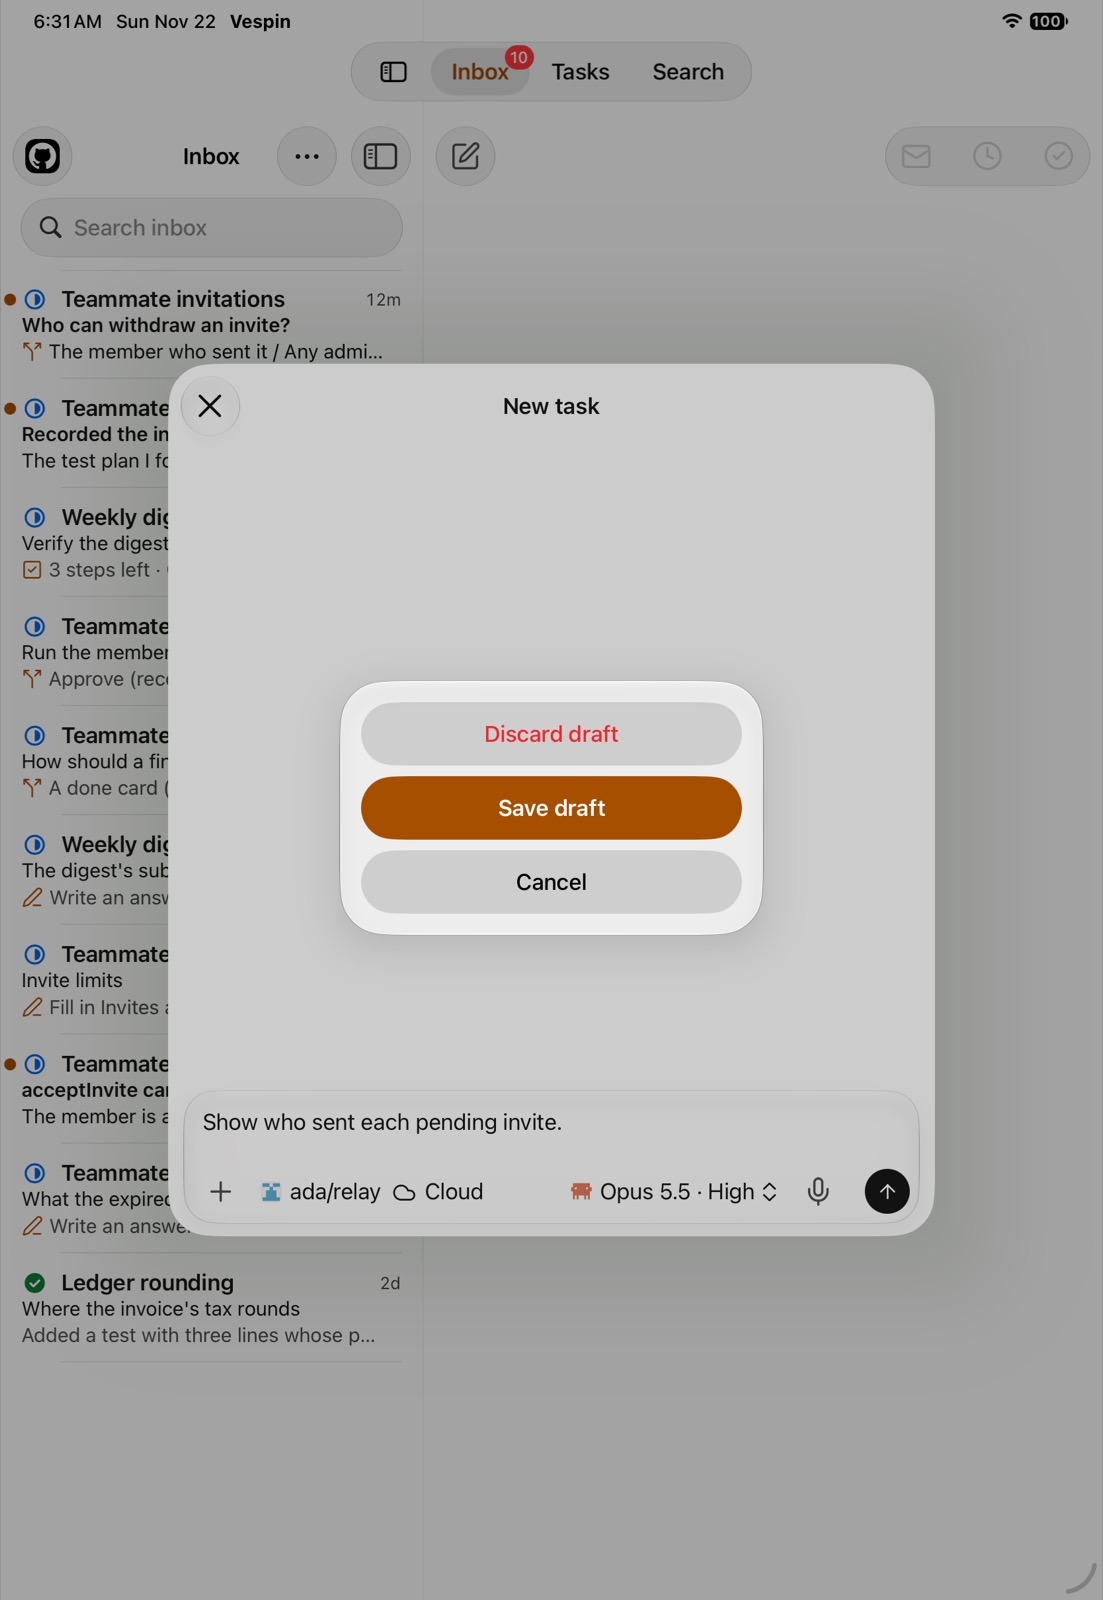 6:31 AM Sun Nov 22 Vespin
100
Inbox
10
Tasks
Search
Inbox
Search inbox
Teammate invitations 12m
Who can withdraw an invite?
The member who sent it / Any admi...
Teammate
Recorded the in
The test plan I fo
Weekly dig
Verify the digest
3 steps left ·
Teammate
Run the member
Approve (rec
Teammate
How should a fin
A done card (
Weekly dig
The digest's sub
Write an answ
Teammate
Invite limits
Fill in Invites
Teammate
acceptInvite ca
The member is a
Teammate
What the expired
Write an answe
Ledger rounding 2d
Where the invoice's tax rounds
Added a test with three lines whose p...
New task
Discard draft
Save draft
Cancel
Show who sent each pending invite.
ada/relay Cloud Opus 5.5 · High